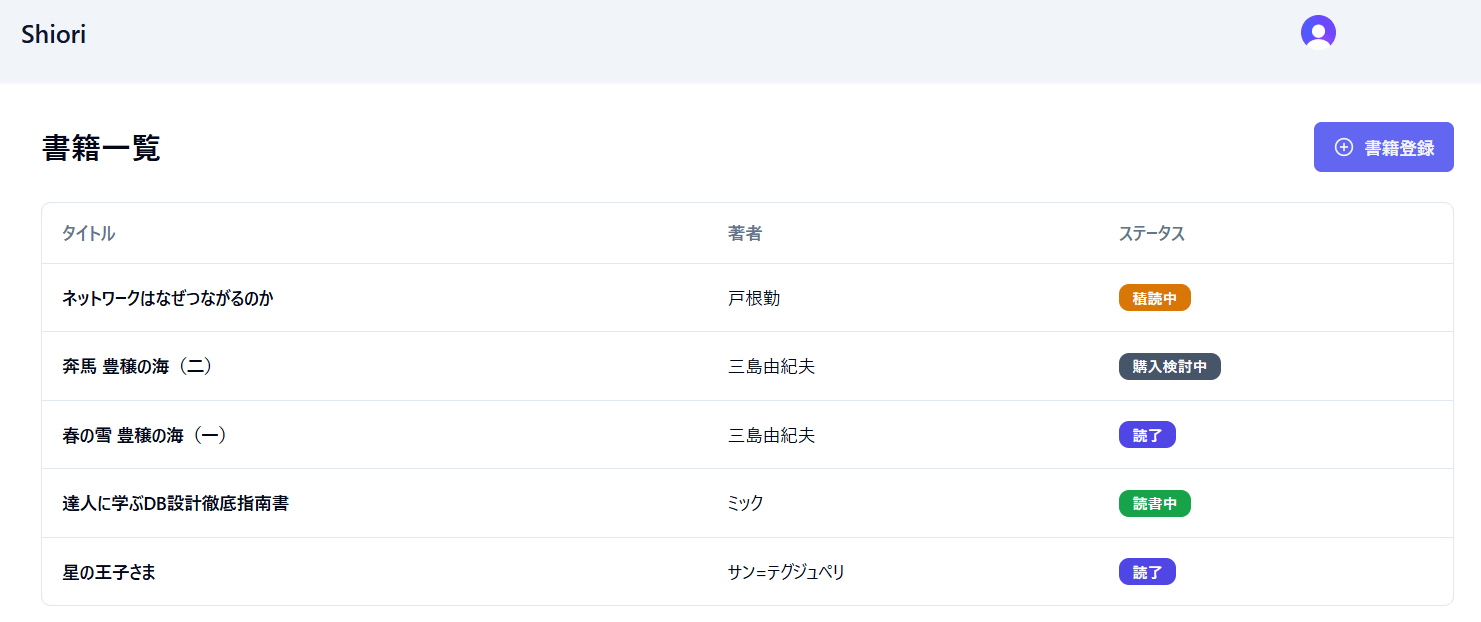 Shiori
書籍一覧
書籍登録
タイトル 著者 ステータス
ネットワークはなぜつながるのか 戸根勤 積読中
奔馬 豊穣の海（二） 三島由紀夫 購入検討中
春の雪 豊穣の海（一） 三島由紀夫 読了
達人に学ぶDB設計徹底指南書 ミック 読書中
星の王子さま サン=テグジュペリ 読了